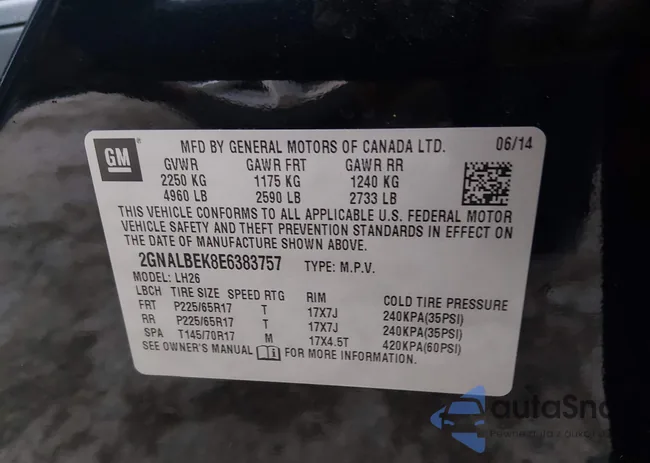 GM
MFD BY GENERAL MOTORS OF CANADA LTD. 06/14
GVWR GAWR FRT GAWR RR
2250 KG 1175 KG 1240 KG
4960 LB 2590 LB 2733 LB
THIS VEHICLE CONFORMS TO ALL APPLICABLE U.S. FEDERAL MOTOR
VEHICLE SAFETY AND THEFT PREVENTION STANDARDS IN EFFECT ON
THE DATE OF MANUFACTURE SHOWN ABOVE.
2GNALBEK8E6383757 TYPE: M.P.V.
MODEL: LH26
LBCH TIRE SIZE SPEED RTG RIM COLD TIRE PRESSURE
FRT P225/65R17 T 17X7J 240KPA(35PSI)
RR P225/65R17 T 17X7J 240KPA(35PSI)
SPA T145/70R17 M 17X4.5T 420KPA(60PSI)
SEE OWNER'S MANUAL FOR MORE INFORMATION
autaSna